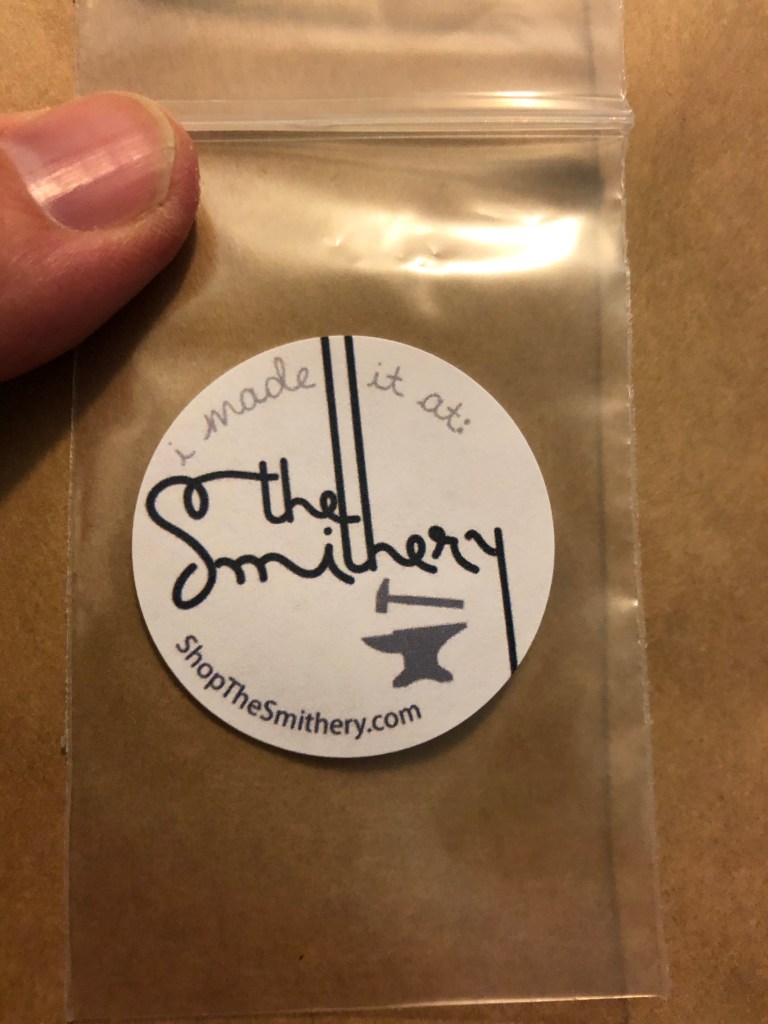 i made it at:
the
Smithery
ShopTheSmithery.com